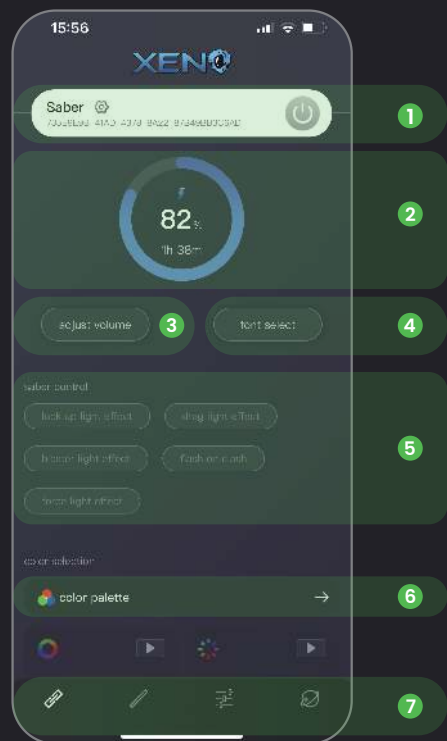 15:56
XENO
Saber
1
82%
2
1h 38m
adjust volume
3
font select
4
saber control
lock up light effect
drag light effect
5
blaster light effect
flash on clash
force light effect
color selection
color palette
6
7